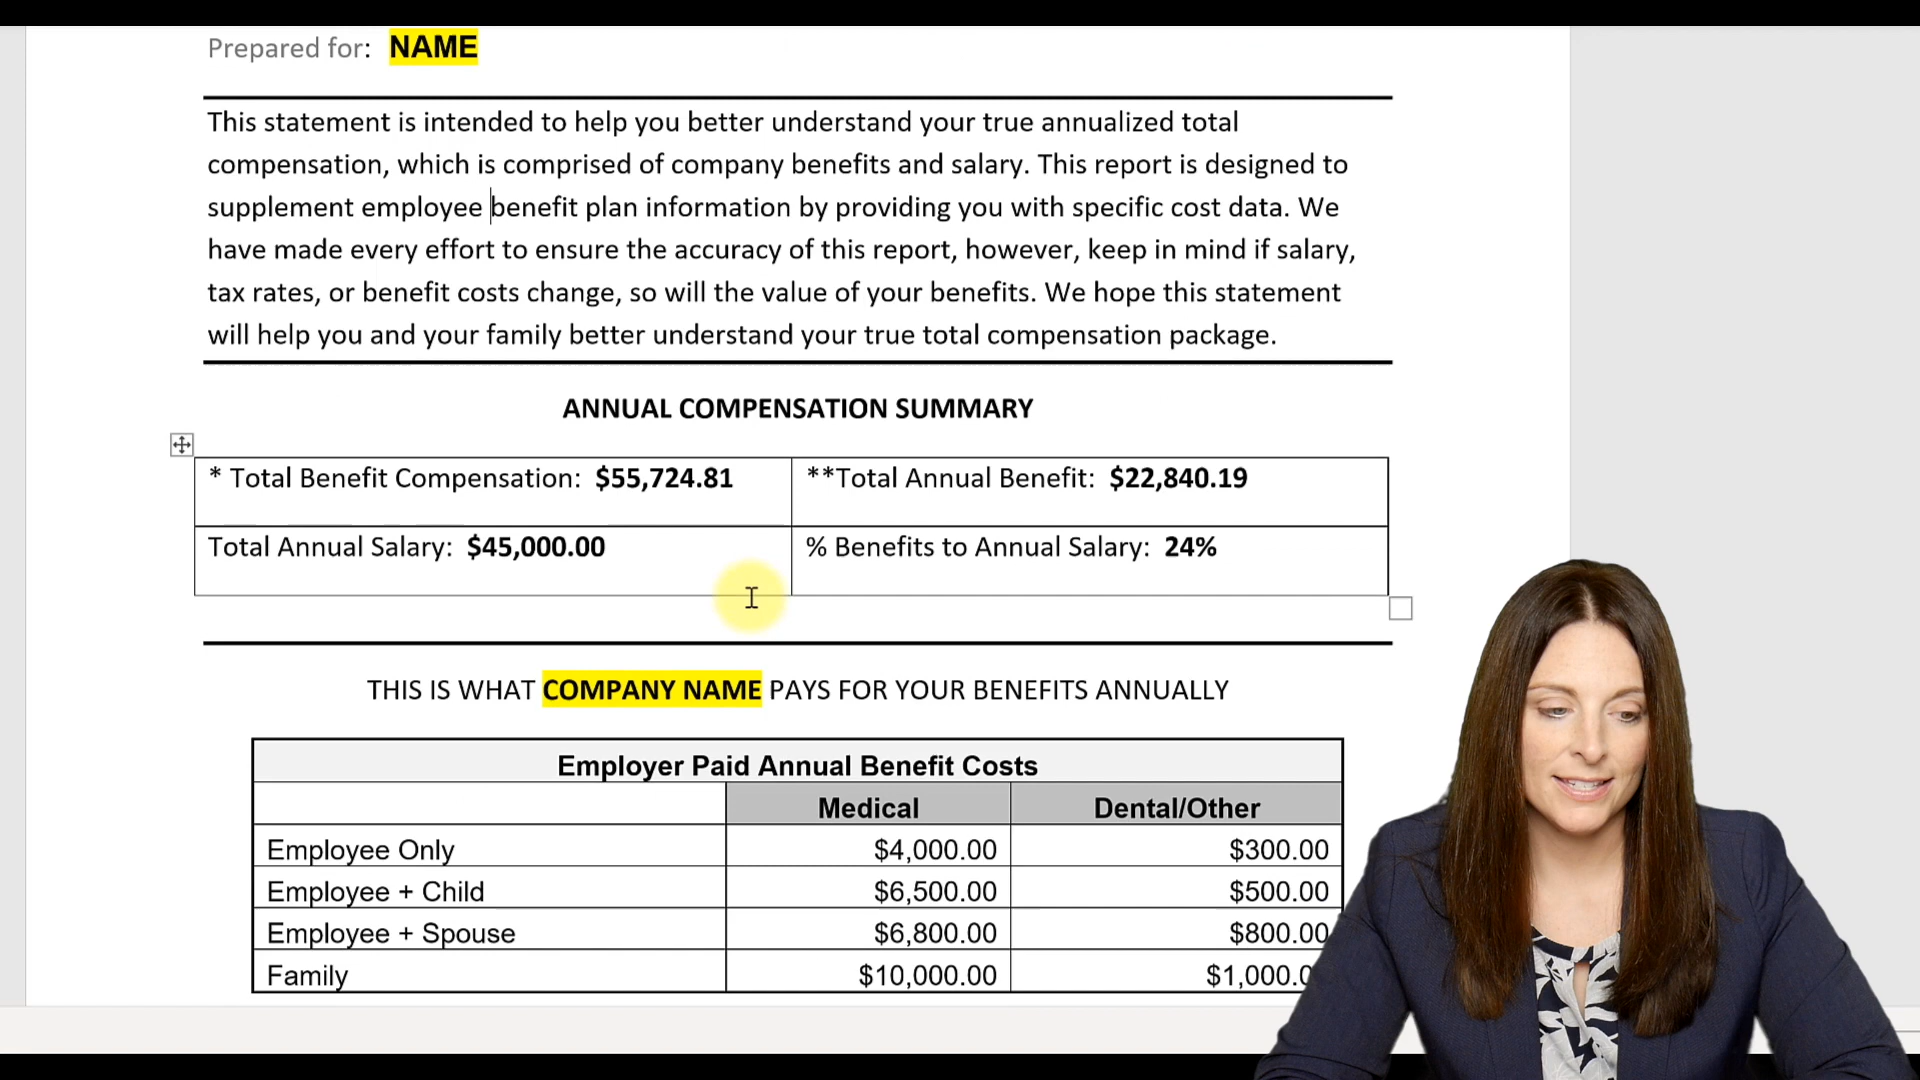 Prepared for: NAME
This statement is intended to help you better understand your true annualized total
compensation, which is comprised of company benefits and salary. This report is designed to
supplement employee benefit plan information by providing you with specific cost data. We
have made every effort to ensure the accuracy of this report, however, keep in mind if salary,
tax rates, or benefit costs change, so will the value of your benefits. We hope this statement
will help you and your family better understand your true total compensation package.
ANNUAL COMPENSATION SUMMARY
* Total Benefit Compensation: $55,724.81 **Total Annual Benefit: $22,840.19
Total Annual Salary: $45,000.00 % Benefits to Annual Salary: 24%
THIS IS WHAT COMPANY NAME PAYS FOR YOUR BENEFITS ANNUALLY
Employer Paid Annual Benefit Costs
Medical Dental/Other
Employee Only $4,000.00 $300.00
Employee + Child $6,500.00 $500.00
Employee + Spouse $6,800.00 $800.00
Family $10,000.00